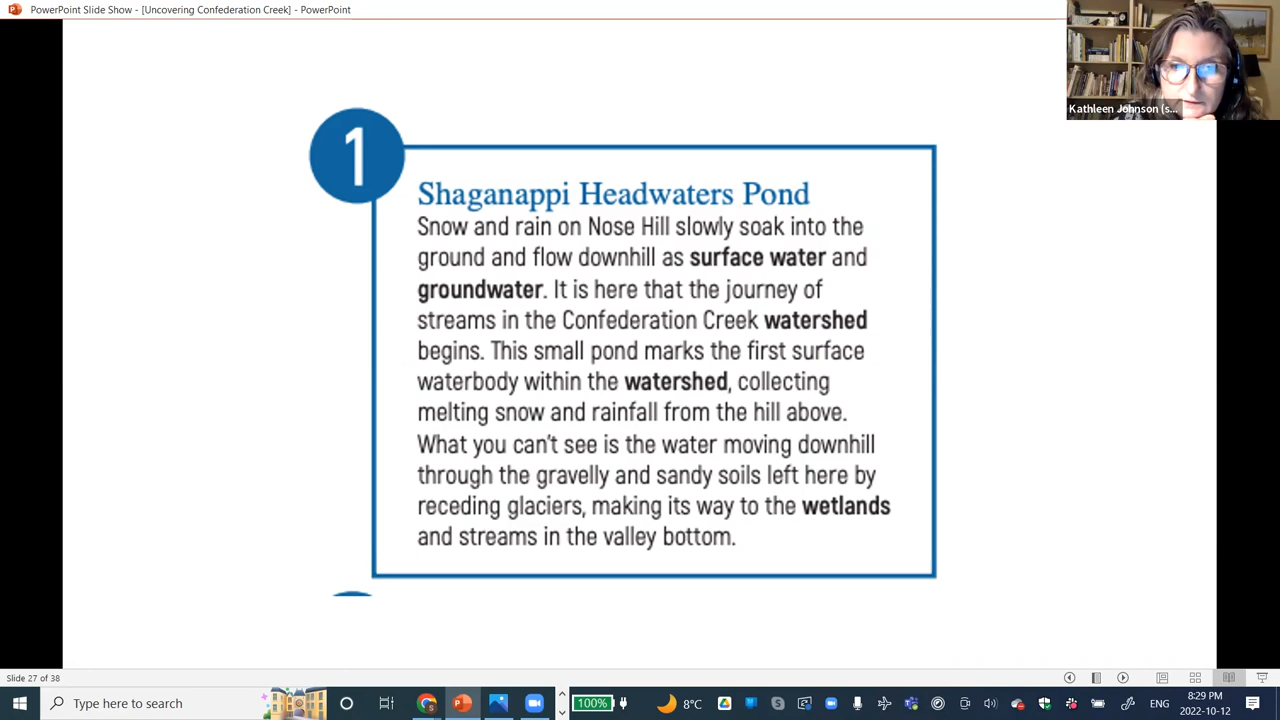 PowerPoint Slide Show - [Uncovering Confederation Creek] - PowerPoint
Kathleen Johnson (s...
1
Shaganappi Headwaters Pond
Snow and rain on Nose Hill slowly soak into the
ground and flow downhill as surface water and
groundwater. It is here that the journey of
streams in the Confederation Creek watershed
begins. This small pond marks the first surface
waterbody within the watershed, collecting
melting snow and rainfall from the hill above.
What you can't see is the water moving downhill
through the gravelly and sandy soils left here by
receding glaciers, making its way to the wetlands
and streams in the valley bottom.
Slide 27 of 38
Type here to search
100%
8°C
ENG
8:29 PM
2022-10-12